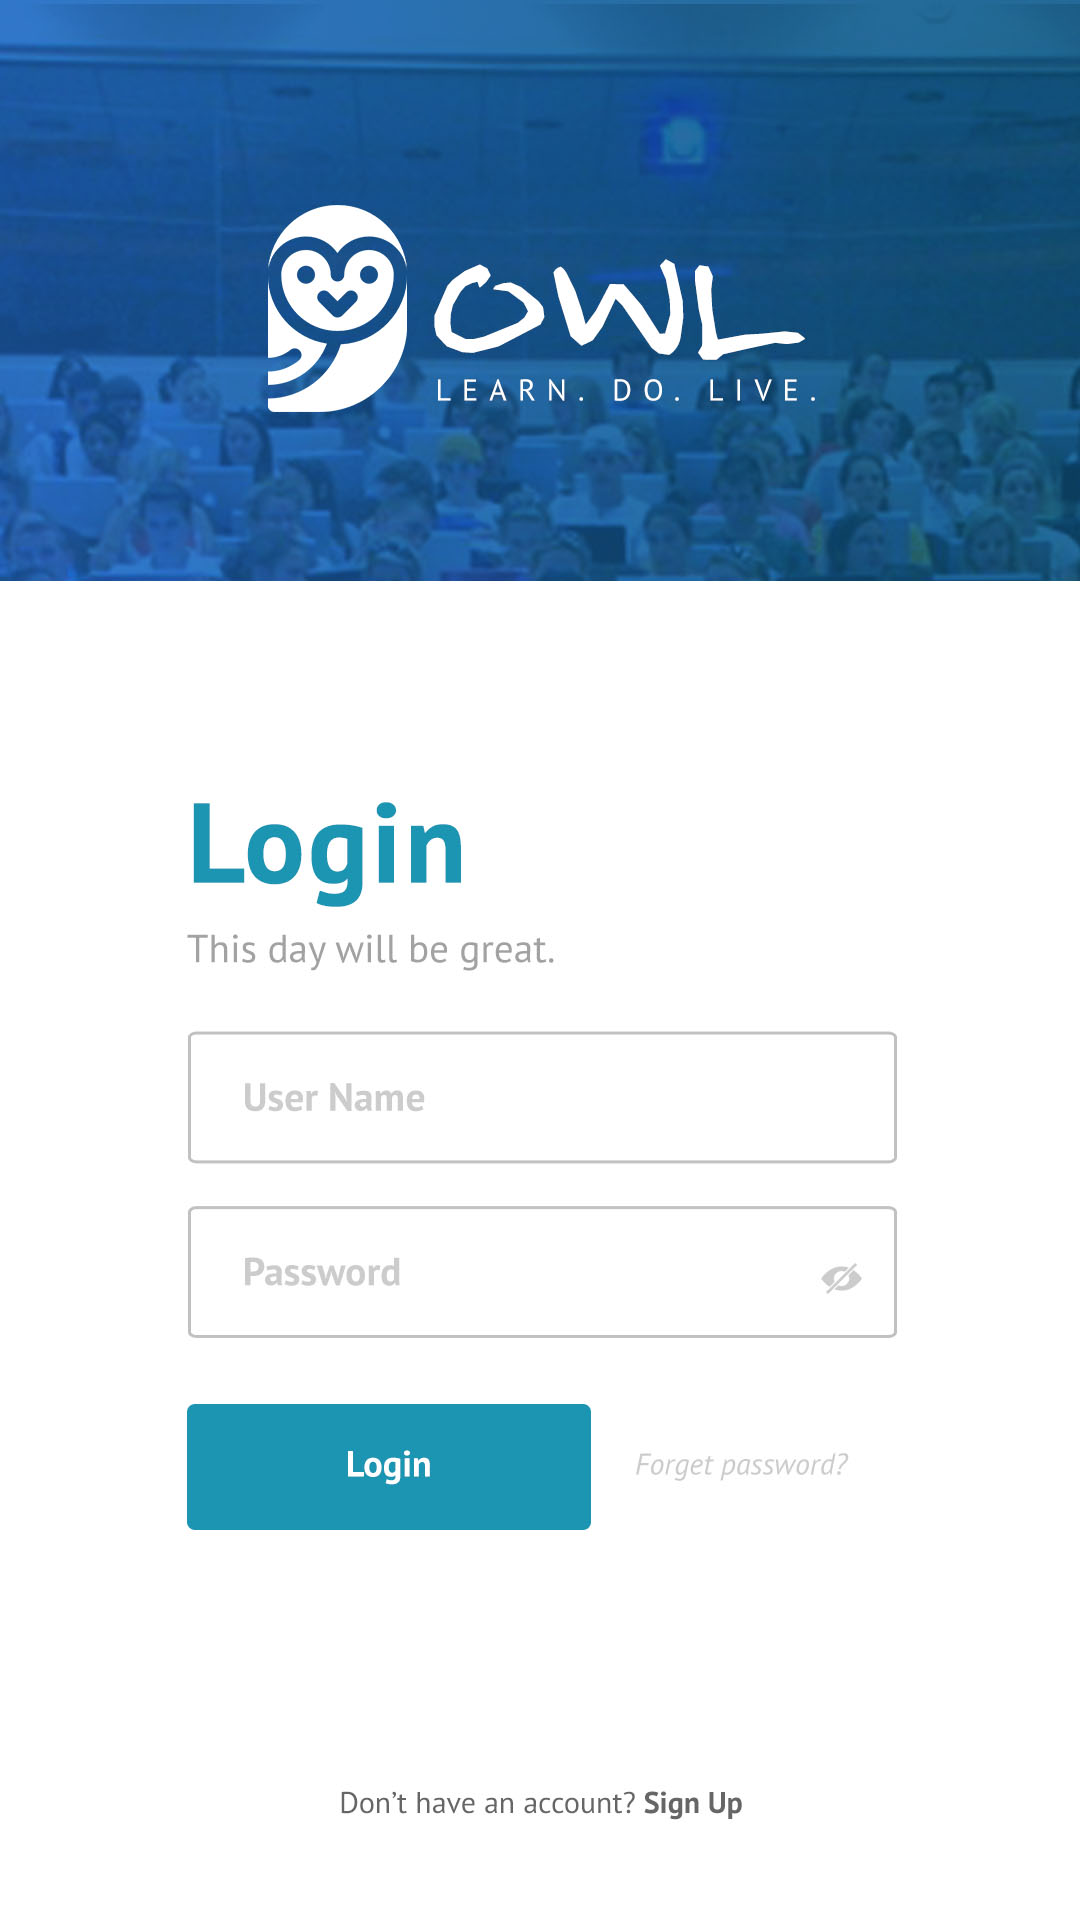 OWL
LEARN. DO. LIVE.
Login
This day will be great.
User Name
Password
Login
Forget password?
Don’t have an account? Sign Up